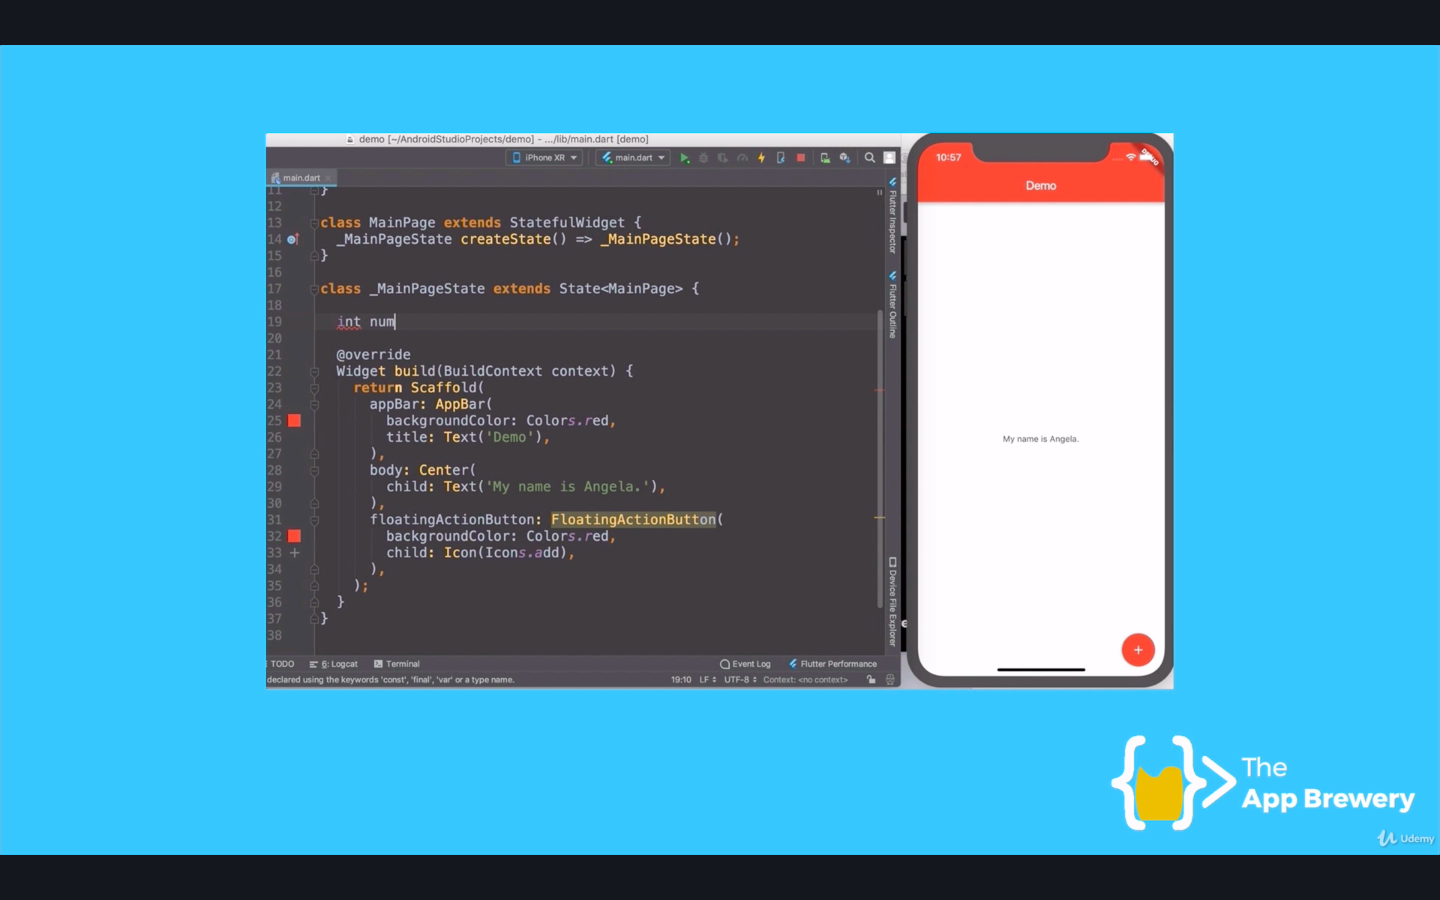 demo [~/AndroidStudioProjects/demo] - .../lib/main.dart [demo]
iPhone XR
main.dart
main.dart
11 }
12
13 class MainPage extends StatefulWidget {
14 _MainPageState createState() => _MainPageState();
15 }
16
17 class _MainPageState extends State<MainPage> {
18
19 int num
20
21 @override
22 Widget build(BuildContext context) {
23 return Scaffold(
24 appBar: AppBar(
25 backgroundColor: Colors.red,
26 title: Text('Demo'),
27 ),
28 body: Center(
29 child: Text('My name is Angela.'),
30 ),
31 floatingActionButton: FloatingActionButton(
32 backgroundColor: Colors.red,
33 child: Icon(Icons.add),
34 ),
35 );
36 }
37 }
38
Flutter Inspector
Flutter Outline
Device File Explorer
TODO 6: Logcat Terminal Event Log Flutter Performance
declared using the keywords 'const', 'final', 'var' or a type name. 19:10 LF UTF-8 Context: <no context>
10:57
DEBUG
Demo
My name is Angela.
The
App Brewery
Udemy